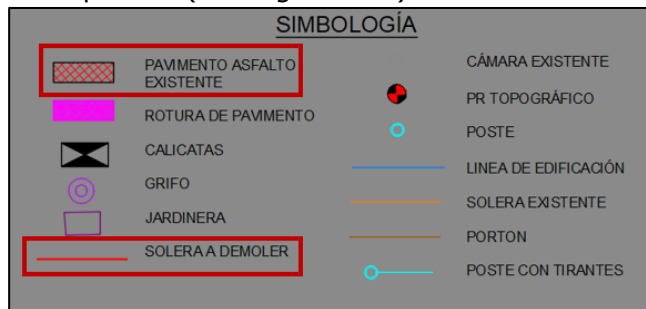 SIMBOLOGÍA
PAVIMENTO ASFALTO
EXISTENTE
ROTURA DE PAVIMENTO
CALICATAS
GRIFO
JARDINERA
SOLERA A DEMOLER
CÁMARA EXISTENTE
PR TOPOGRÁFICO
POSTE
LINEA DE EDIFICACIÓN
SOLERA EXISTENTE
PORTON
POSTE CON TIRANTES